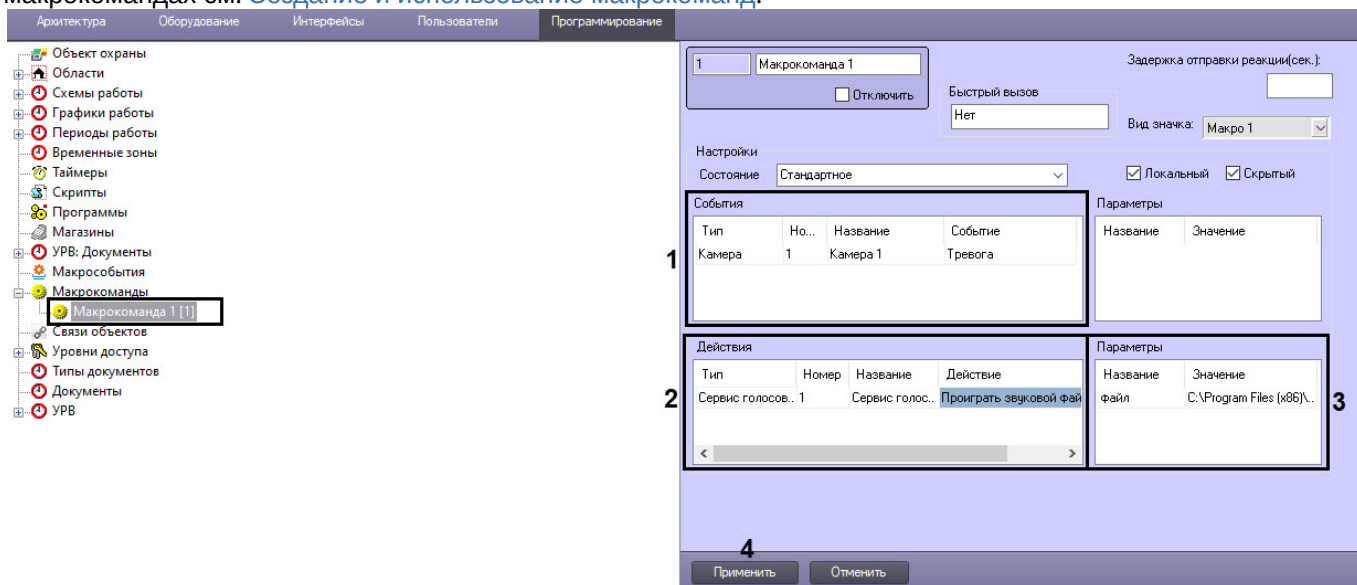 макрокомандах см. Создание и использование макрокоманд.
Архитектура Оборудование Интерфейсы Пользователи Программирование
Объект охраны
Области
Схемы работы
Графики работы
Периоды работы
Временные зоны
Таймеры
Скрипты
Программы
Магазины
УРВ: Документы
Макрособытия
Макрокоманды
Макрокоманда 1 [1]
Связи объектов
Уровни доступа
Типы документов
Документы
УРВ
1 Макрокоманда 1
Отключить
Быстрый вызов
Нет
Задержка отправки реакции(сек.):
Вид значка: Макро 1
Настройки
Состояние Стандартное
Локальный Скрытый
События
Тип Но... Название Событие
Камера 1 Камера 1 Тревога
1
Параметры
Название Значение
Действия
Тип Номер Название Действие
Сервис голосов.. 1 Сервис голос.. Проиграть звуковой фай
2
Параметры
Название Значение
файл C:\Program Files (x86)\..
3
4
Применить Отменить